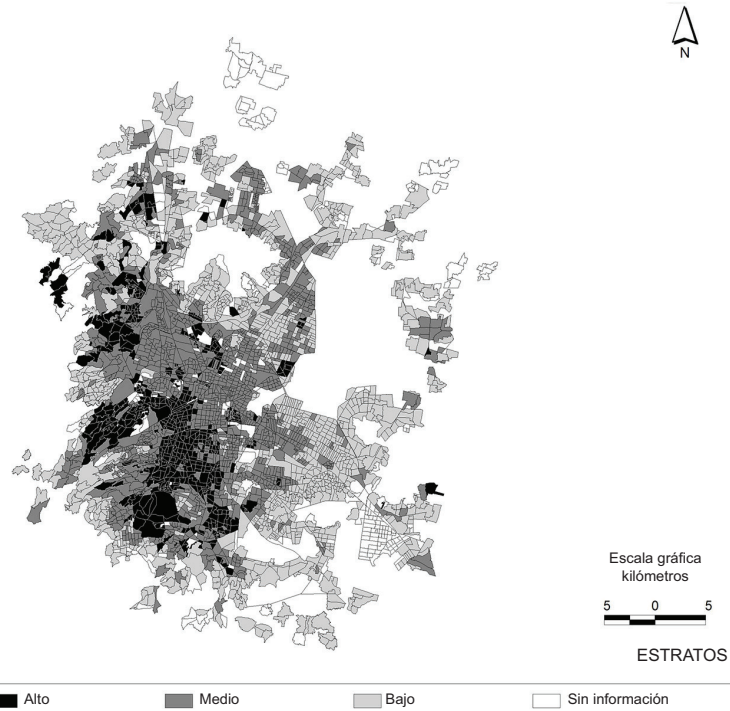 N
Escala gráfica
kilómetros
5 0 5
ESTRATOS
Alto Medio Bajo Sin información